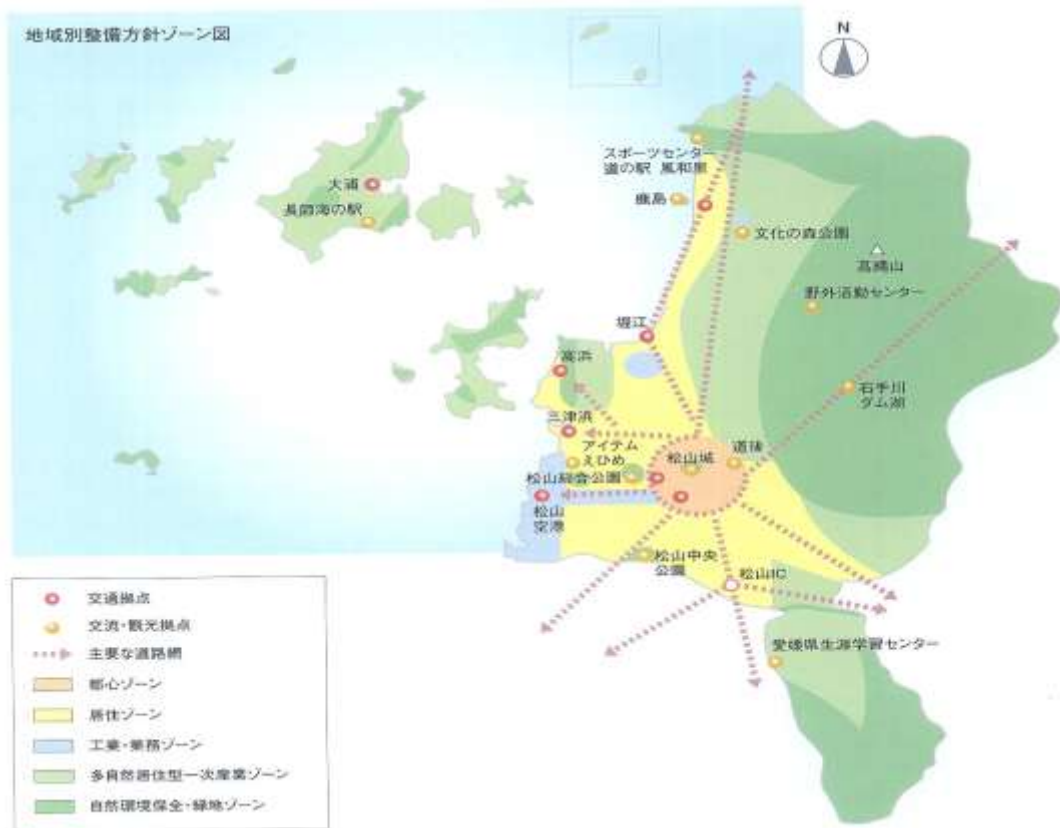 地域別整備方針ゾーン図
N
スポーツセンター
道の駅 風和里
大浦
鹿島
長師海の駅
文化の森公園
高縄山
野外活動センター
堀江
高浜
石手川
ダム湖
三津浜
アイテム
えひめ
松山城
道後
松山総合公園
松山
空港
松山中央
公園
松山IC
愛媛県生涯学習センター
交通拠点
交流・観光拠点
主要な道路網
都心ゾーン
居住ゾーン
工業・業務ゾーン
多自然居住型一次産業ゾーン
自然環境保全・緑地ゾーン